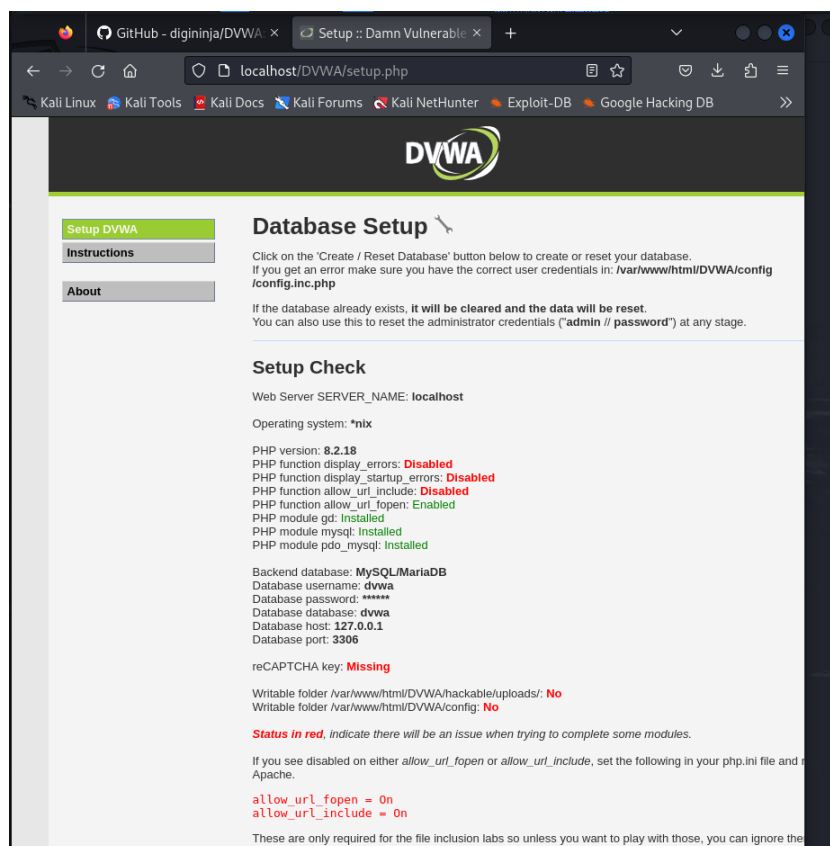 GitHub - digininja/DVWA:
Setup :: Damn Vulnerable
localhost/DVWA/setup.php
Kali Linux Kali Tools Kali Docs Kali Forums Kali NetHunter Exploit-DB Google Hacking DB
DVWA
Setup DVWA
Instructions
About
Database Setup
Click on the 'Create / Reset Database' button below to create or reset your database.
If you get an error make sure you have the correct user credentials in: /var/www/html/DVWA/config
/config.inc.php
If the database already exists, it will be cleared and the data will be reset.
You can also use this to reset the administrator credentials ("admin // password") at any stage.
Setup Check
Web Server SERVER_NAME: localhost
Operating system: *nix
PHP version: 8.2.18
PHP function display_errors: Disabled
PHP function display_startup_errors: Disabled
PHP function allow_url_include: Disabled
PHP function allow_url_fopen: Enabled
PHP module gd: Installed
PHP module mysql: Installed
PHP module pdo_mysql: Installed
Backend database: MySQL/MariaDB
Database username: dvwa
Database password: ******
Database database: dvwa
Database host: 127.0.0.1
Database port: 3306
reCAPTCHA key: Missing
Writable folder /var/www/html/DVWA/hackable/uploads/: No
Writable folder /var/www/html/DVWA/config: No
Status in red, indicate there will be an issue when trying to complete some modules.
If you see disabled on either allow_url_fopen or allow_url_include, set the following in your php.ini file and
Apache.
allow_url_fopen = On
allow_url_include = On
These are only required for the file inclusion labs so unless you want to play with those, you can ignore